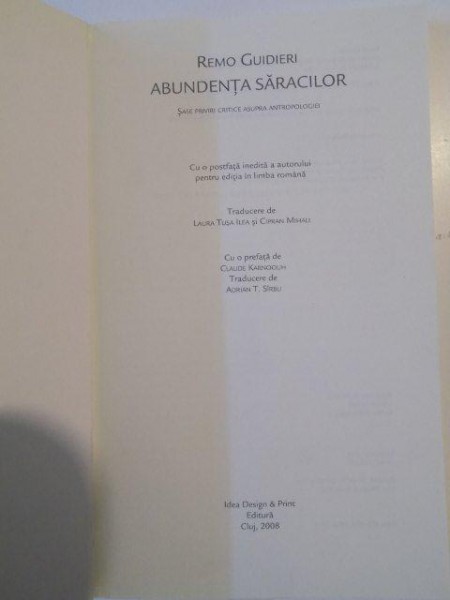 REMO GUIDIERI
ABUNDENȚA SĂRACILOR
ȘASE PRIVIRI CRITICE ASUPRA ANTROPOLOGIEI
Cu o postfață inedită a autorului
pentru ediția în limba română
Traducere de
LAURA TUȘA ILEA ȘI CIPRIAN MIHALI
Cu o prefață de
CLAUDE KARNOOUH
Traducere de
ADRIAN T. SÎRBU
Idea Design & Print
Editură
Cluj, 2008